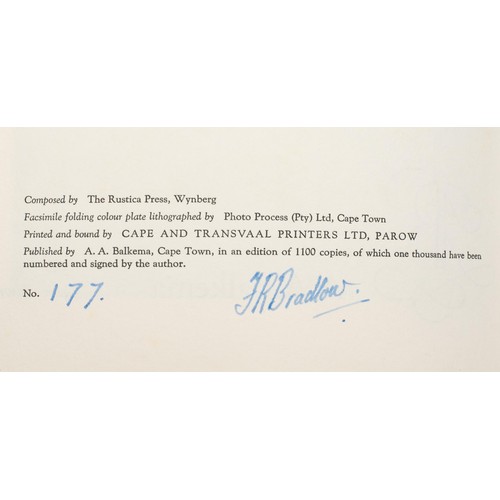 Composed by The Rustica Press, Wynberg
Facsimile folding colour plate lithographed by Photo Process (Pty) Ltd, Cape Town
Printed and bound by CAPE AND TRANSVAAL PRINTERS LTD, PAROW
Published by A. A. Balkema, Cape Town, in an edition of 1100 copies, of which one thousand have been
numbered and signed by the author.
No. 177. FRBradlow.